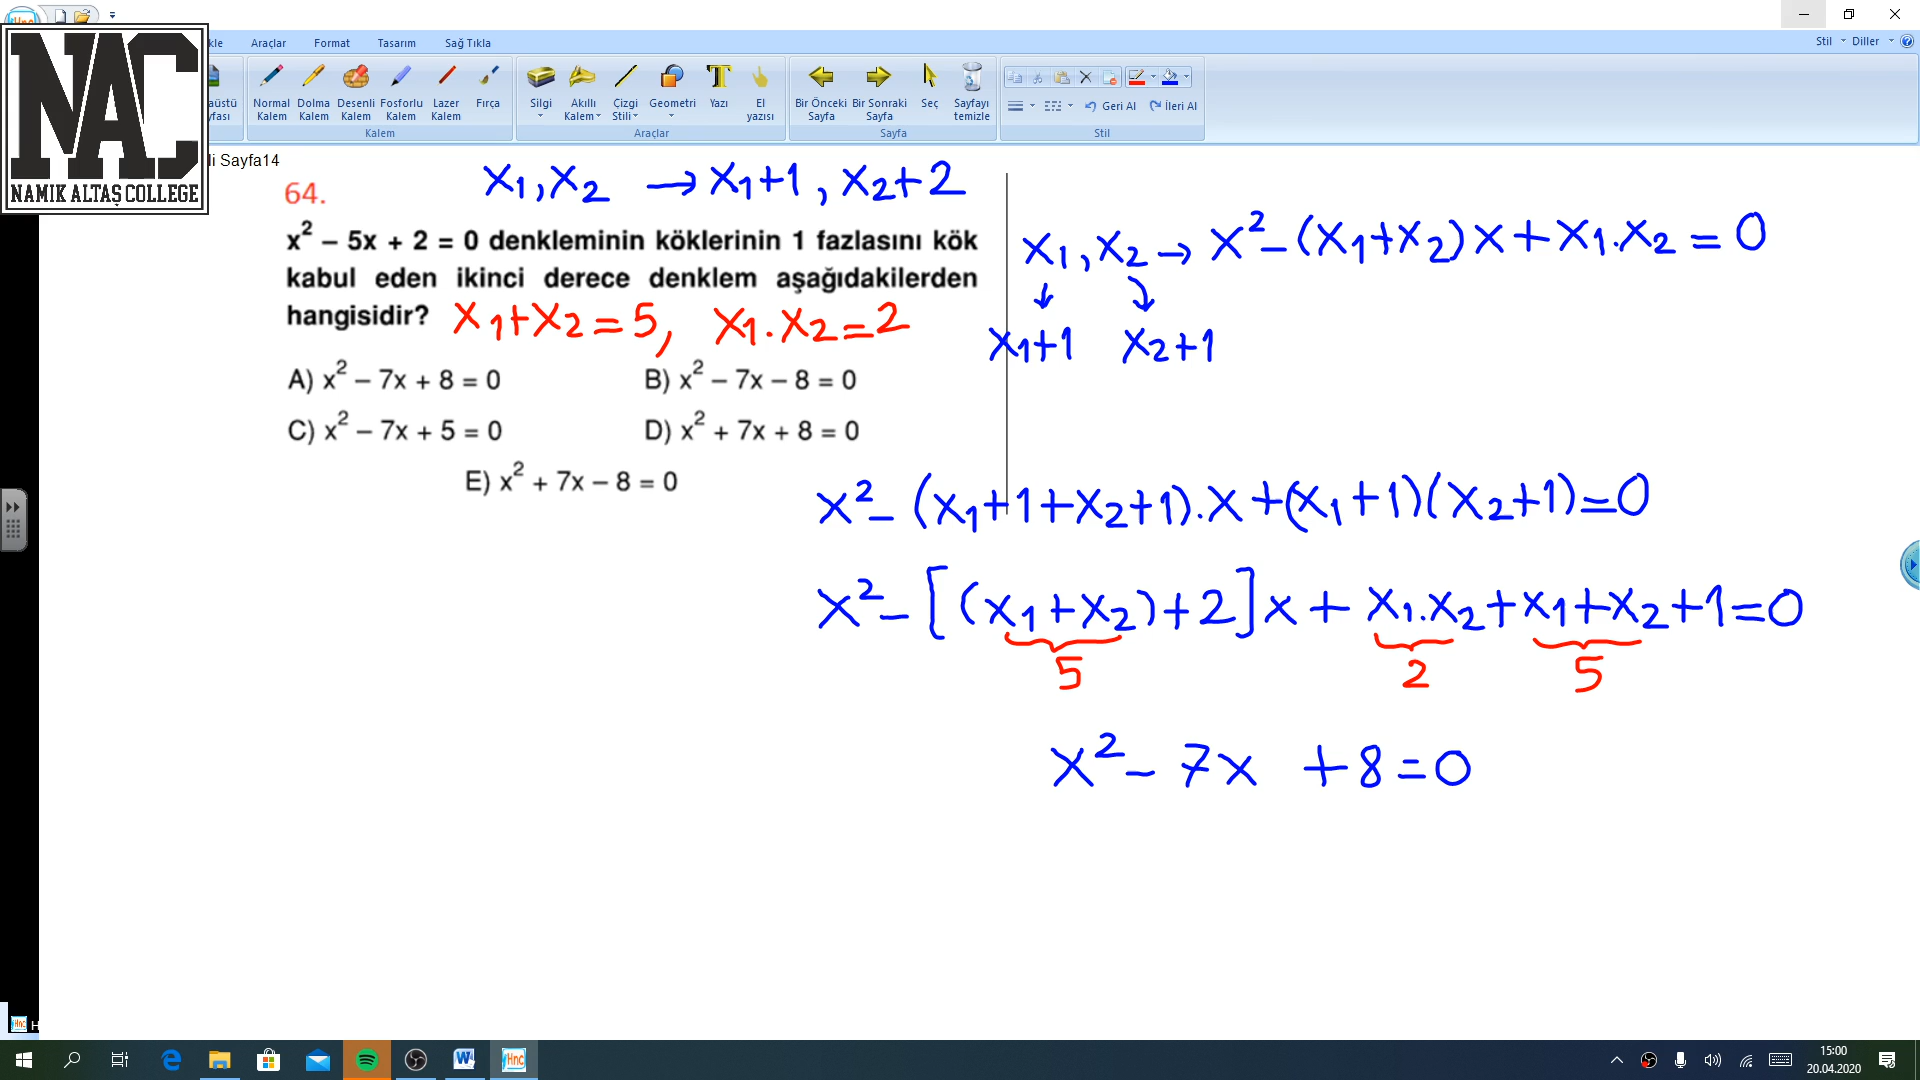 kle Araçlar Format Tasarım Sağ Tıkla Stil Diller
NAC
NAMIK ALTAŞ COLLEGE
Normal Kalem
Dolma Kalem
Desenli Kalem
Fosforlu Kalem
Lazer Kalem
Fırça
Kalem
Silgi
Akıllı Kalem
Çizgi Stili
Geometri
Yazı
El yazısı
Araçlar
Bir Önceki Sayfa
Bir Sonraki Sayfa
Seç
Sayfayı temizle
Sayfa
Geri Al
İleri Al
Stil
li Sayfa14
x₁, x₂ → x₁+1, x₂+2
64.
x² – 5x + 2 = 0 denkleminin köklerinin 1 fazlasını kök
kabul eden ikinci derece denklem aşağıdakilerden
hangisidir? x₁+x₂=5, x₁.x₂=2
A) x² – 7x + 8 = 0 B) x² – 7x – 8 = 0
C) x² – 7x + 5 = 0 D) x² + 7x + 8 = 0
E) x² + 7x – 8 = 0
x₁, x₂ → x² – (x₁+x₂)x + x₁.x₂ = 0
x₁+1 x₂+1
x² – (x₁+1+x₂+1).x + (x₁+1)(x₂+1) = 0
x² – [(x₁+x₂)+2]x + x₁.x₂ + x₁+x₂+1 = 0
5 2 5
x² – 7x +8 = 0
15:00
20.04.2020